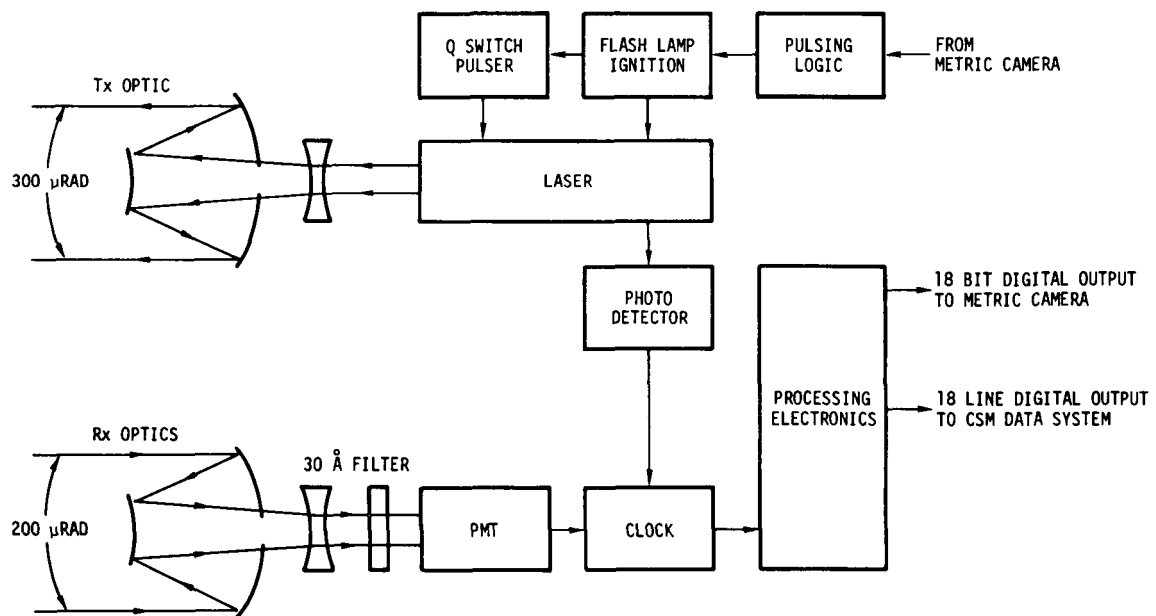 Q SWITCH
PULSER
FLASH LAMP
IGNITION
PULSING
LOGIC
FROM
METRIC CAMERA
Tx OPTIC
300 µRAD
LASER
PHOTO
DETECTOR
18 BIT DIGITAL OUTPUT
TO METRIC CAMERA
PROCESSING
ELECTRONICS
18 LINE DIGITAL OUTPUT
TO CSM DATA SYSTEM
Rx OPTICS
30 Å FILTER
200 µRAD
PMT
CLOCK